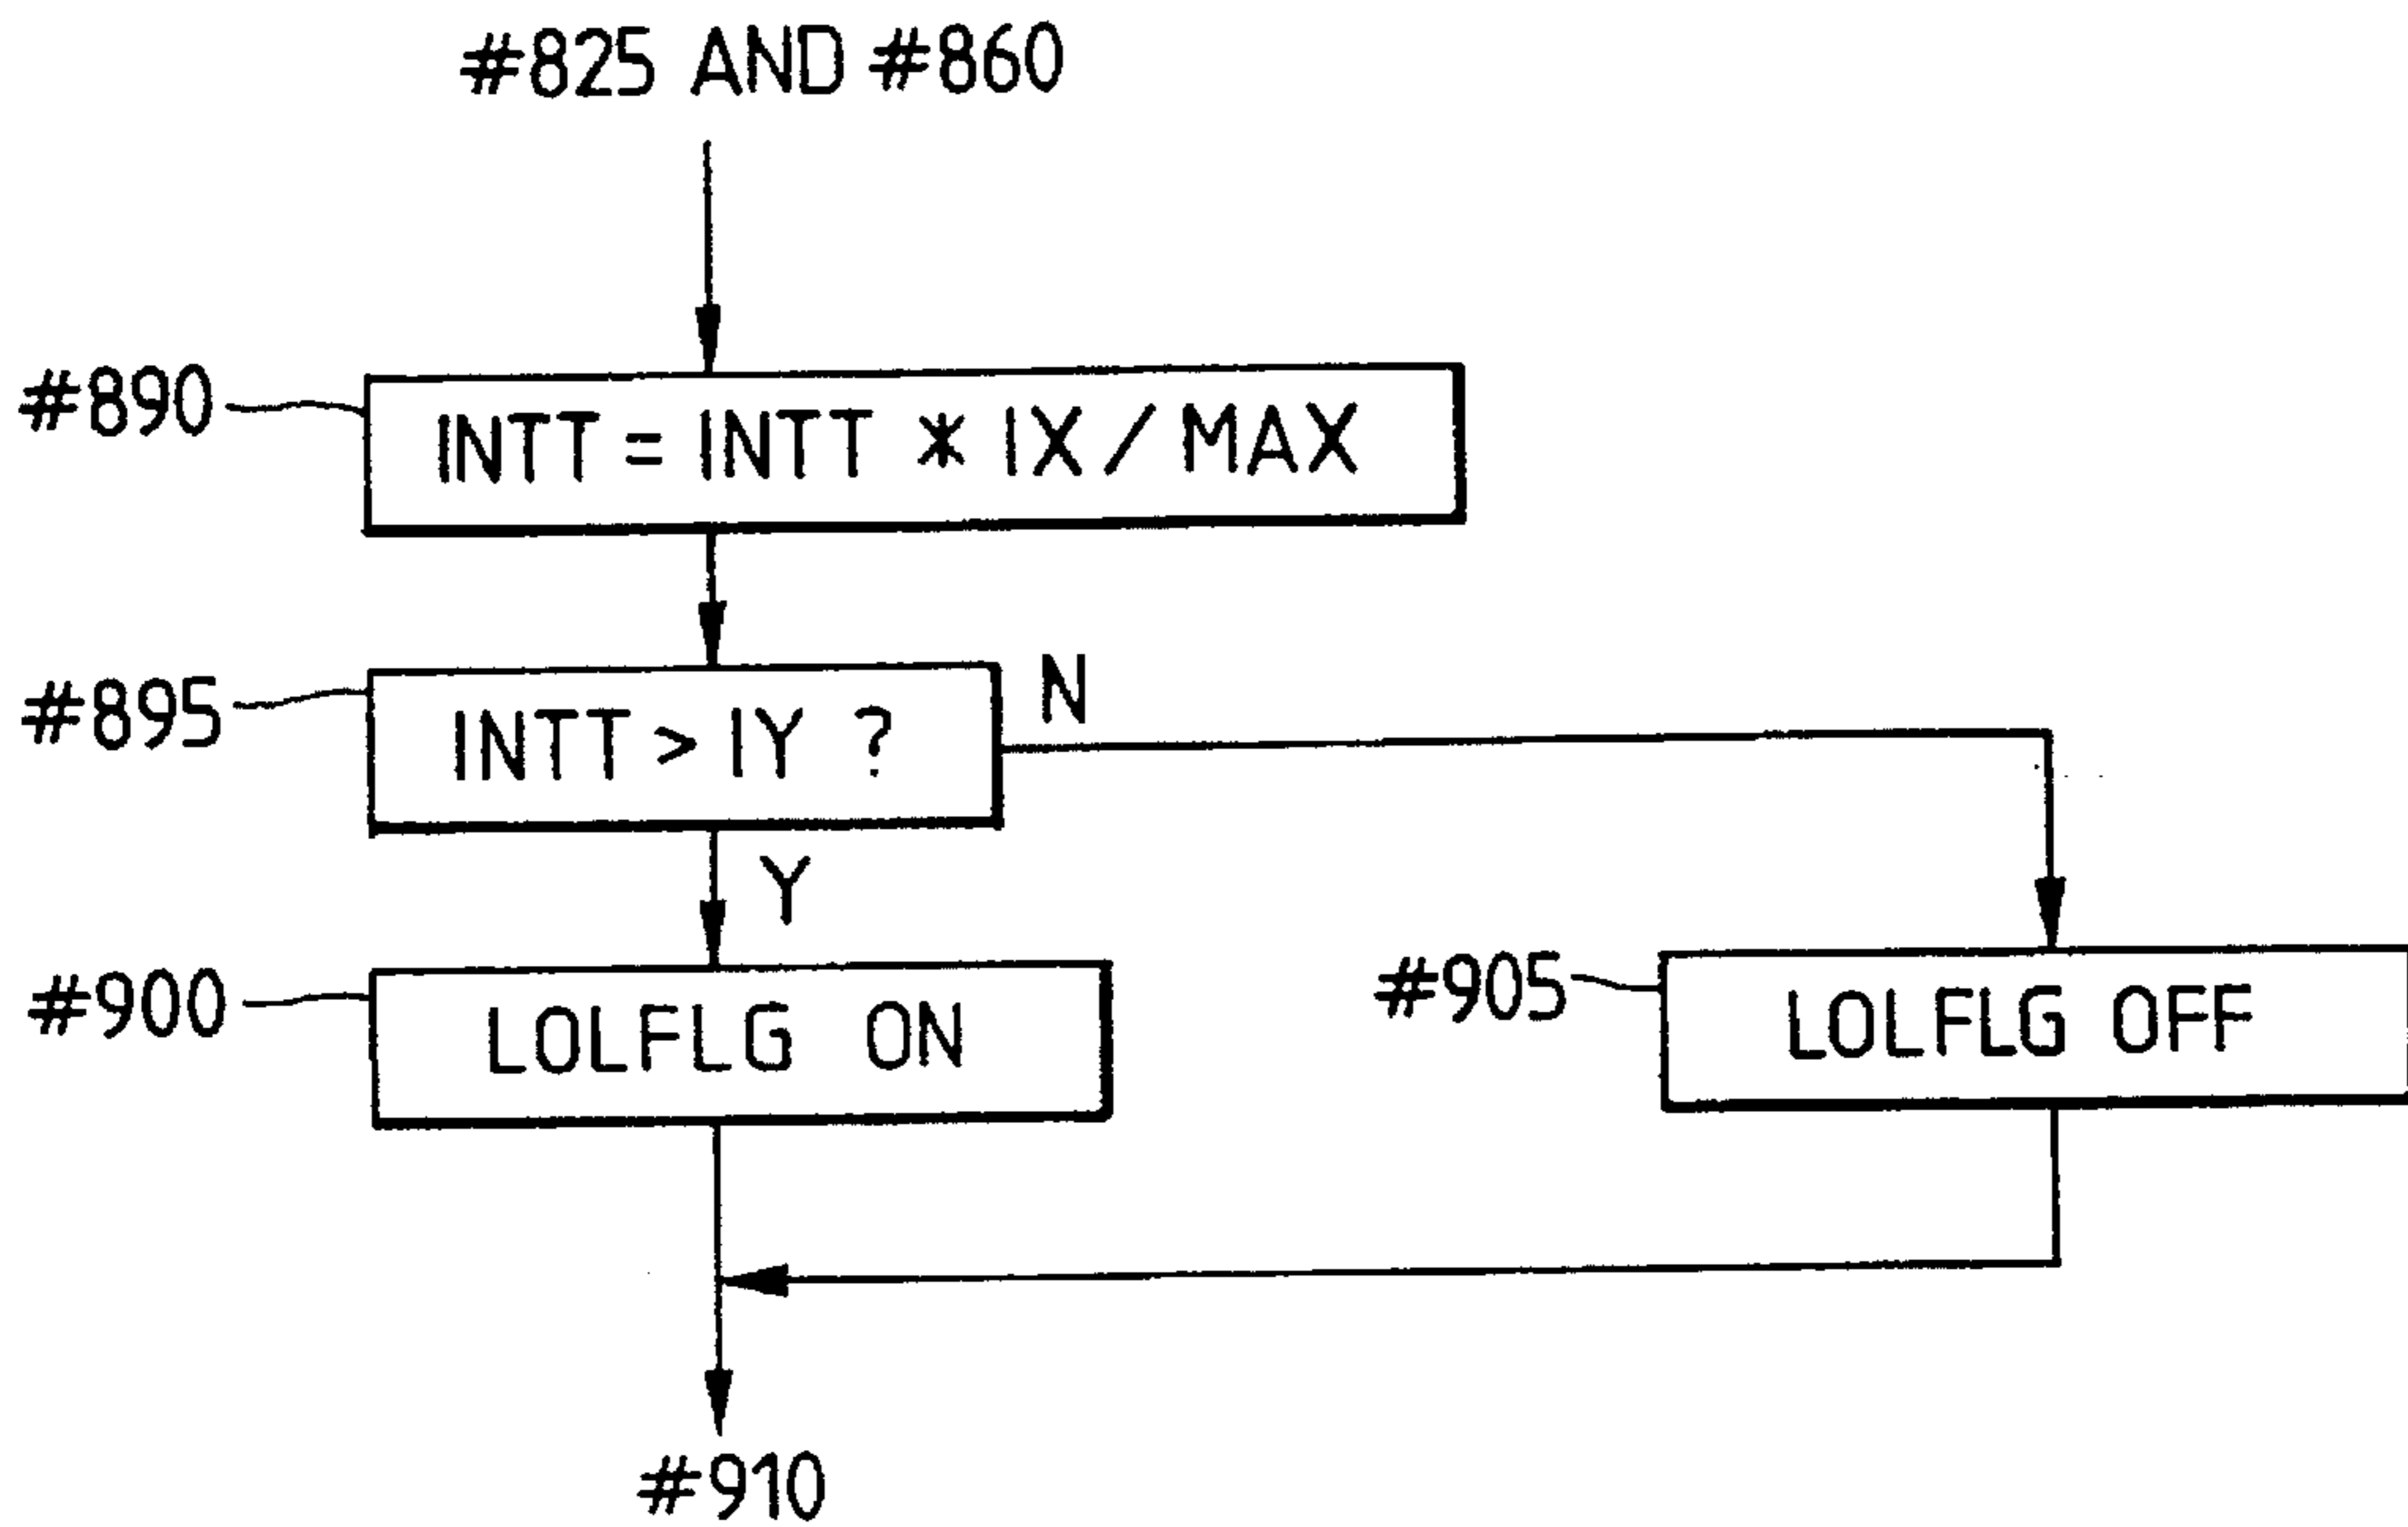 #825 AND #860
#890
INTT = INTT * IX / MAX
#895
INTT > IY ?
N
Y
#900
LOLFLG ON
#905
LOLFLG OFF
#910